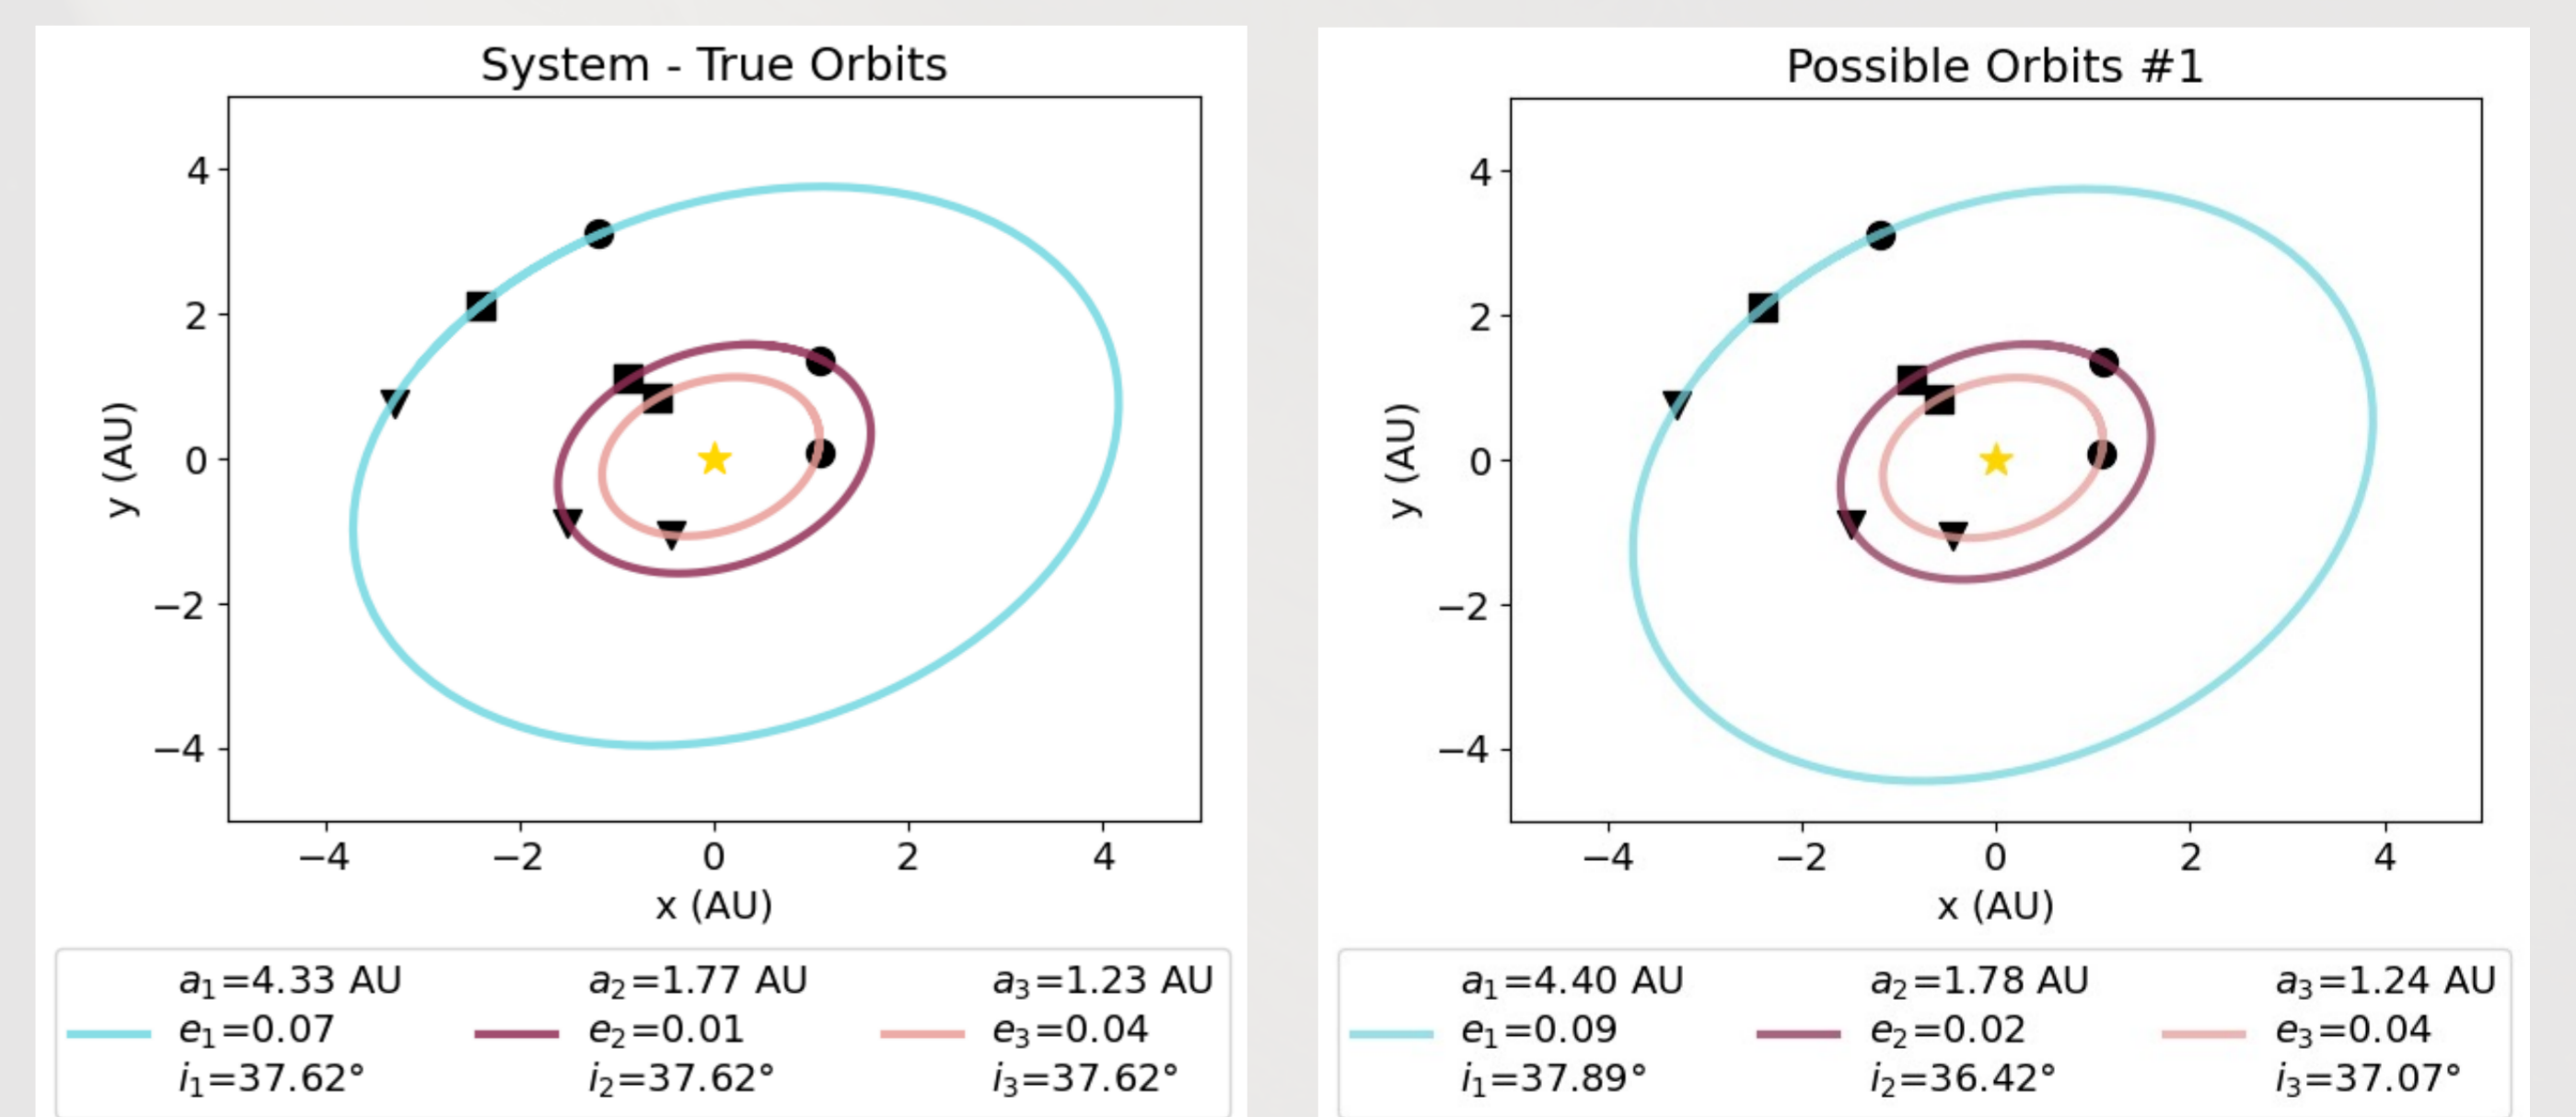 System - True Orbits
y (AU)
4
2
0
−2
−4
−4 −2 0 2 4
x (AU)
a₁=4.33 AU a₂=1.77 AU a₃=1.23 AU
e₁=0.07 e₂=0.01 e₃=0.04
i₁=37.62° i₂=37.62° i₃=37.62°
Possible Orbits #1
y (AU)
4
2
0
−2
−4
−4 −2 0 2 4
x (AU)
a₁=4.40 AU a₂=1.78 AU a₃=1.24 AU
e₁=0.09 e₂=0.02 e₃=0.04
i₁=37.89° i₂=36.42° i₃=37.07°